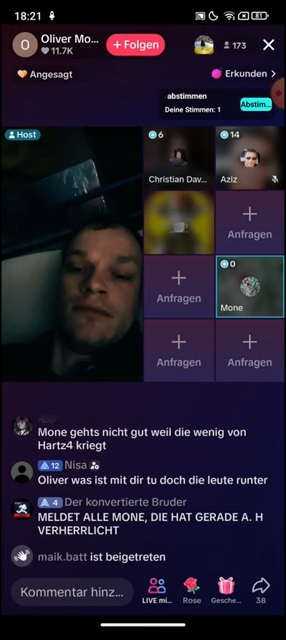 18:21
81
O
Oliver Mo...
11.7K
+ Folgen
173
Angesagt
Erkunden >
abstimmen
Deine Stimmen: 1
Abstim...
Host
6
14
Christian Dav...
Aziz
+
Anfragen
+
Anfragen
0
Mone
+
Anfragen
+
Anfragen
Mone gehts nicht gut weil die wenig von
Hartz4 kriegt
12 Nisa
Oliver was ist mit dir tu doch die leute runter
4 Der konvertierte Bruder
MELDET ALLE MONE, DIE HAT GERADE A. H
VERHERRLICHT
maik.batt ist beigetreten
Kommentar hinz...
LIVE mi...
Rose
Gesche...
38